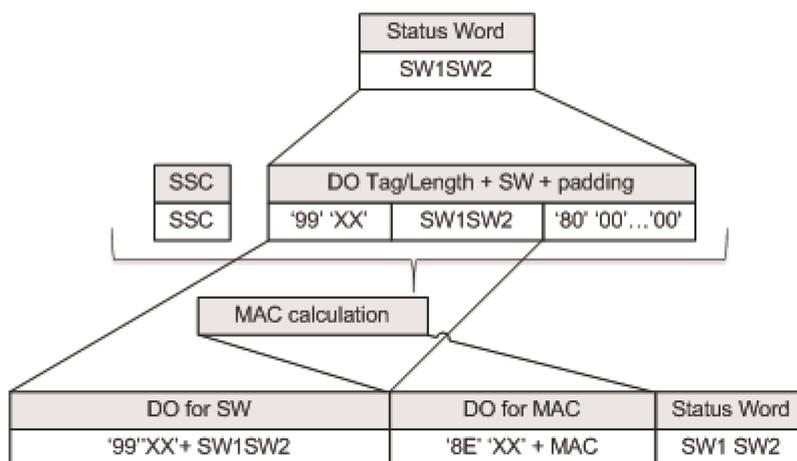 Status Word
SW1SW2
SSC DO Tag/Length + SW + padding
SSC '99' 'XX' SW1SW2 '80' '00'...'00'
MAC calculation
DO for SW DO for MAC Status Word
'99''XX'+ SW1SW2 '8E' 'XX' + MAC SW1 SW2